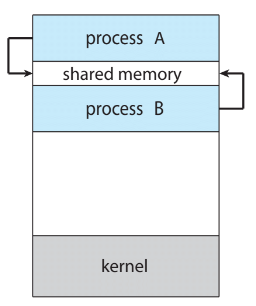 process A
shared memory
process B
kernel